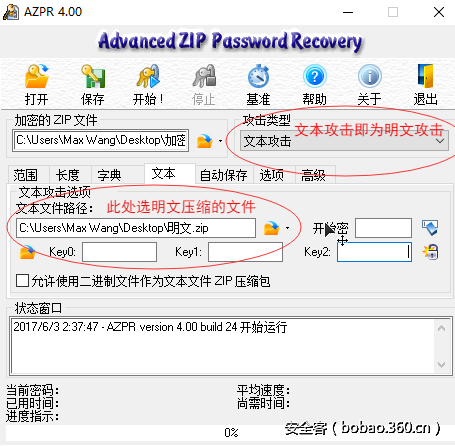 AZPR 4.00
Advanced ZIP Password Recovery
打开 保存 开始！ 停止 基准 帮助 关于 退出
加密的 ZIP 文件 攻击类型
C:\Users\Max Wang\Desktop\加密 文本攻击 文本攻击即为明文攻击
范围 长度 字典 文本 自动保存 选项 高级
文本攻击选项
文本文件路径： 此处选明文压缩的文件
C:\Users\Max Wang\Desktop\明文.zip 开始密
Key0: Key1: Key2:
允许使用二进制文件作为文本文件 ZIP 压缩包
状态窗口
2017/6/3 2:37:47 - AZPR version 4.00 build 24 开始运行
当前密码： 平均速度：
已用时间： 尚需时间：
进度指示：
0%
安全客（bobao.360.cn）